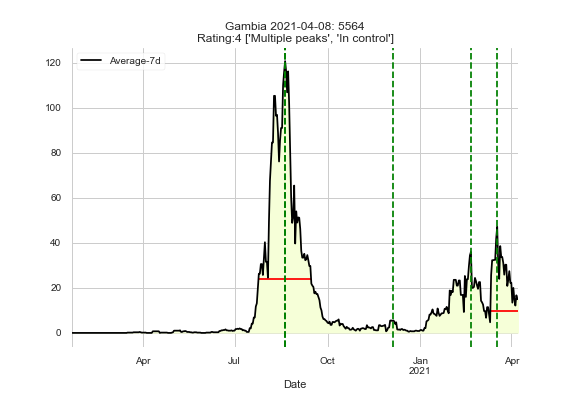 Gambia 2021-04-08: 5564
Rating:4 ['Multiple peaks', 'In control']
Average-7d
120
100
80
60
40
20
0
Apr
Jul
Oct
Jan
2021
Apr
Date